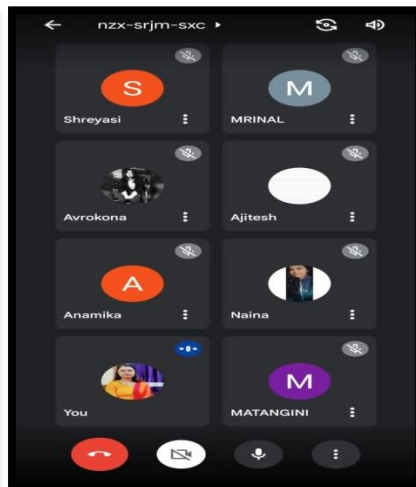 nzx-srjm-sxc
S M
Shreyasi MRINAL
Avrokona Ajitesh
A
Anamika Naina
M
You MATANGINI